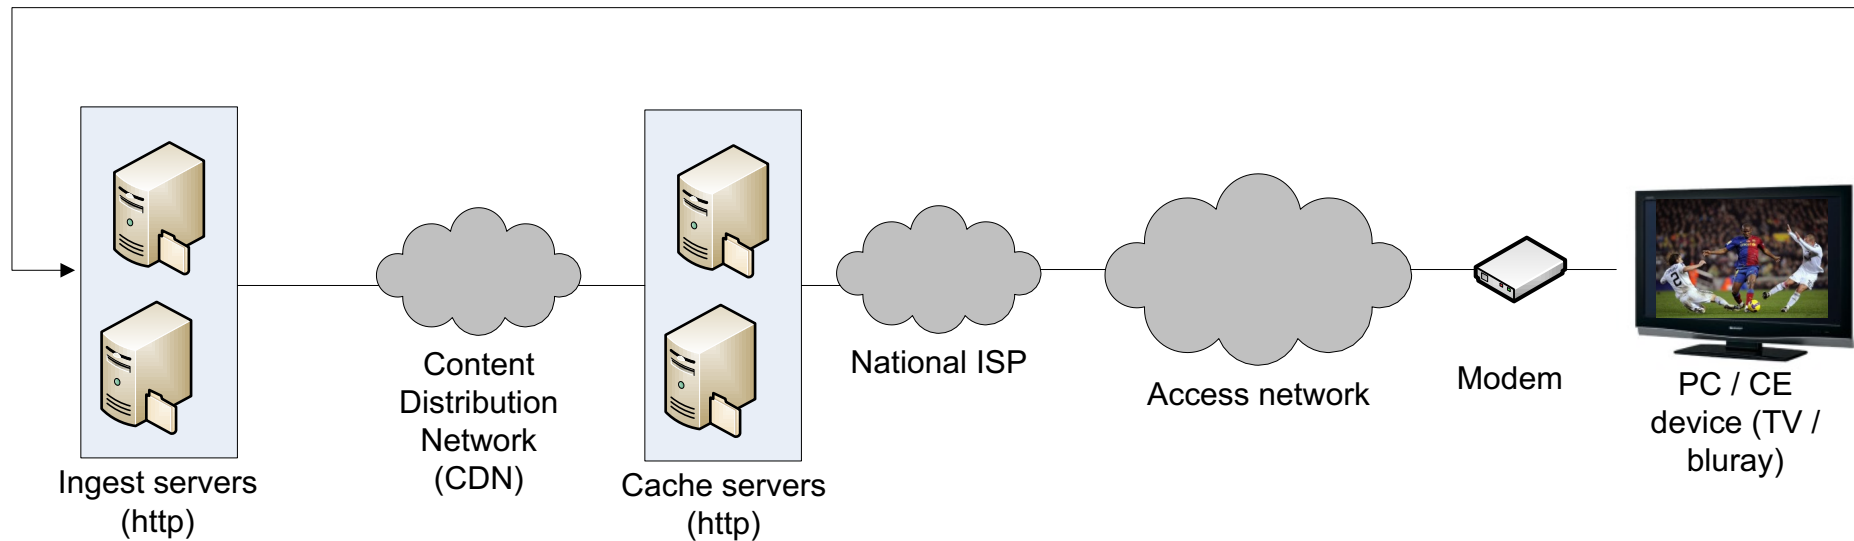 Ingest servers
(http)
Content
Distribution
Network
(CDN)
Cache servers
(http)
National ISP
Access network
Modem
PC / CE
device (TV /
bluray)